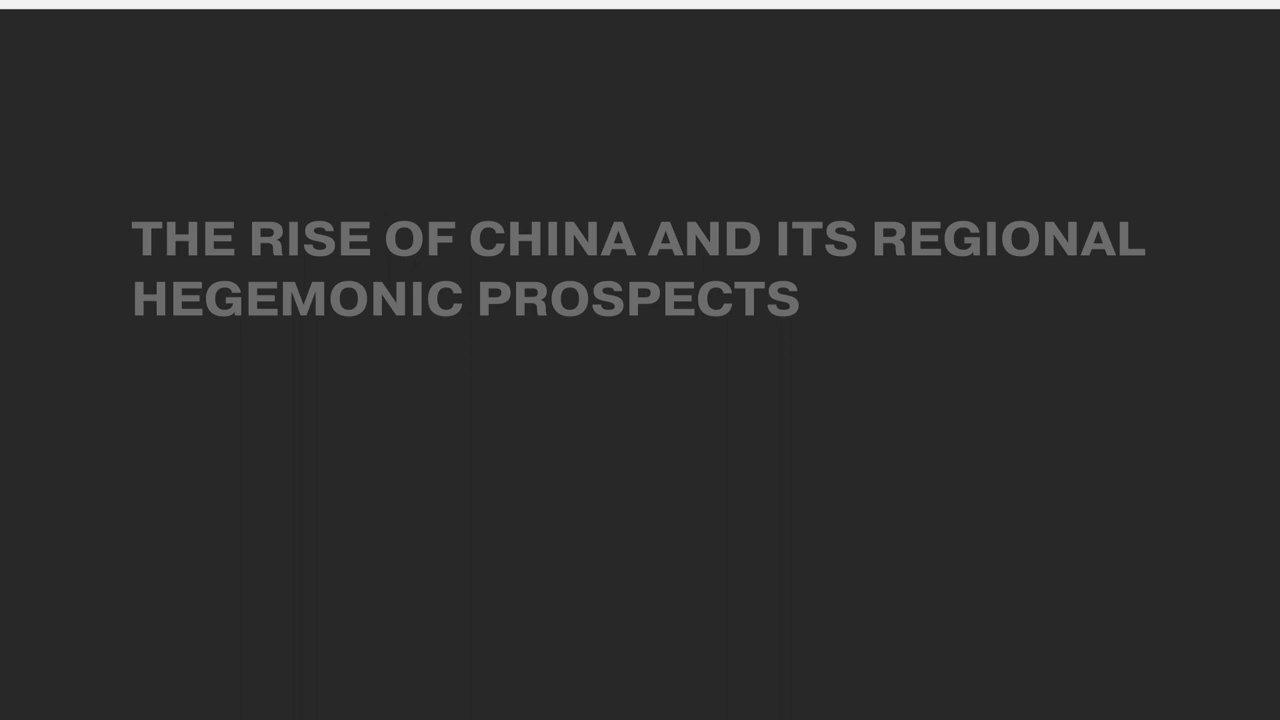 THE RISE OF CHINA AND ITS REGIONAL
HEGEMONIC PROSPECTS